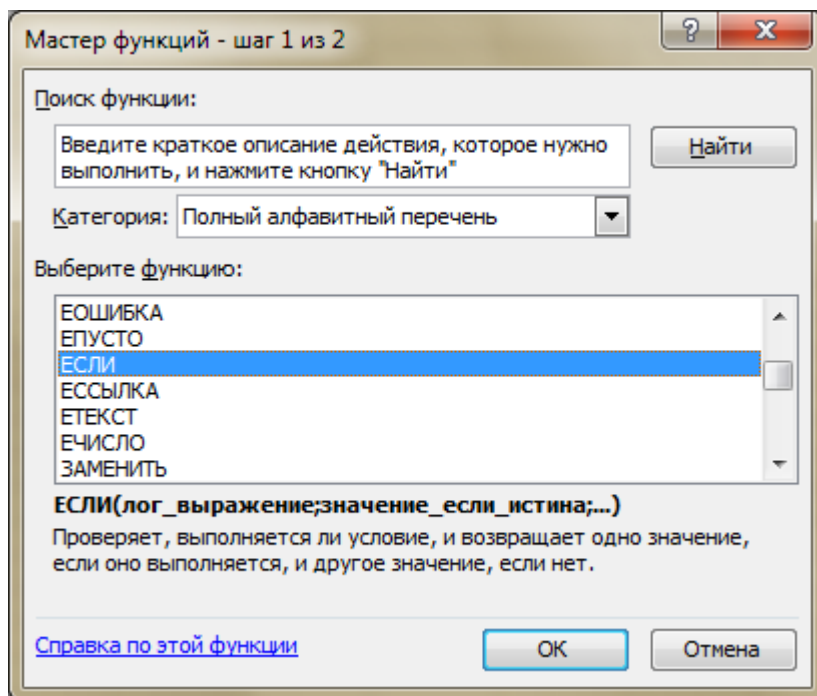 Мастер функций - шаг 1 из 2
Поиск функции:
Введите краткое описание действия, которое нужно
выполнить, и нажмите кнопку "Найти"
Найти
Категория: Полный алфавитный перечень
Выберите функцию:
ЕОШИБКА
ЕПУСТО
ЕСЛИ
ЕССЫЛКА
ЕТЕКСТ
ЕЧИСЛО
ЗАМЕНИТЬ
ЕСЛИ(лог_выражение;значение_если_истина;...)
Проверяет, выполняется ли условие, и возвращает одно значение,
если оно выполняется, и другое значение, если нет.
Справка по этой функции
ОК
Отмена